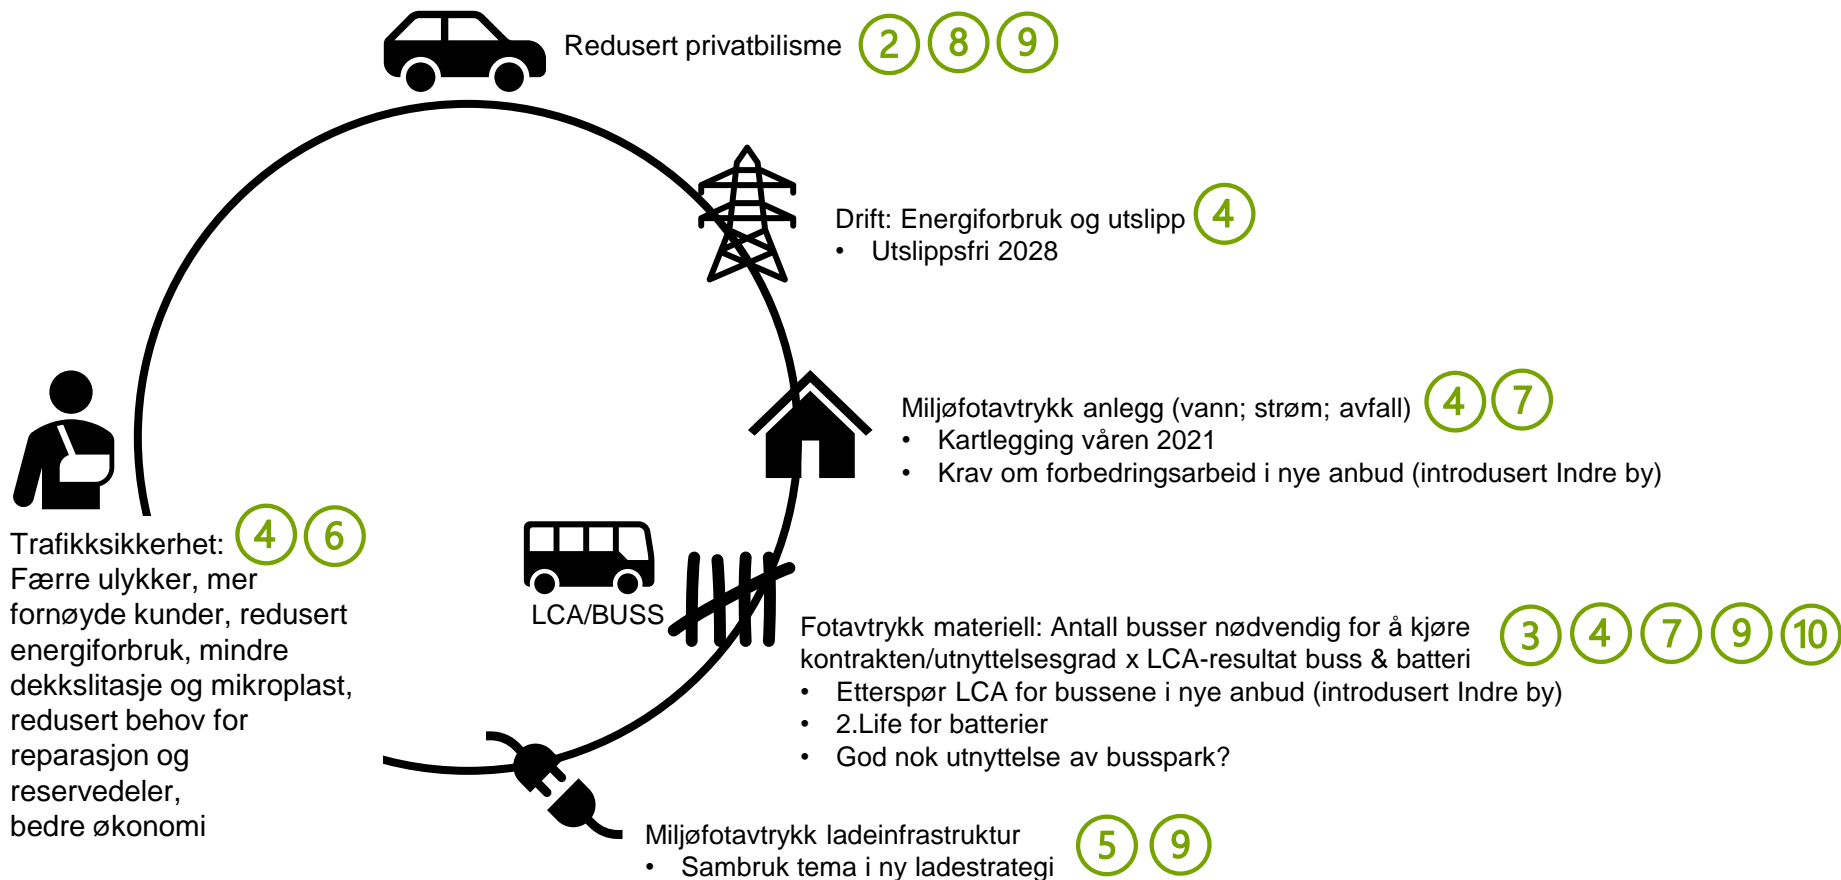 Redusert privatbilisme 2 8 9
Drift: Energiforbruk og utslipp 4
• Utslippsfri 2028
Miljøfotavtrykk anlegg (vann; strøm; avfall) 4 7
• Kartlegging våren 2021
• Krav om forbedringsarbeid i nye anbud (introdusert Indre by)
LCA/BUSS
Fotavtrykk materiell: Antall busser nødvendig for å kjøre 3 4 7 9 10
kontrakten/utnyttelsesgrad x LCA-resultat buss & batteri
• Etterspør LCA for bussene i nye anbud (introdusert Indre by)
• 2.Life for batterier
• God nok utnyttelse av busspark?
Miljøfotavtrykk ladeinfrastruktur 5 9
• Sambruk tema i ny ladestrategi
Trafikksikkerhet: 4 6
Færre ulykker, mer
fornøyde kunder, redusert
energiforbruk, mindre
dekkslitasje og mikroplast,
redusert behov for
reparasjon og
reservedeler,
bedre økonomi